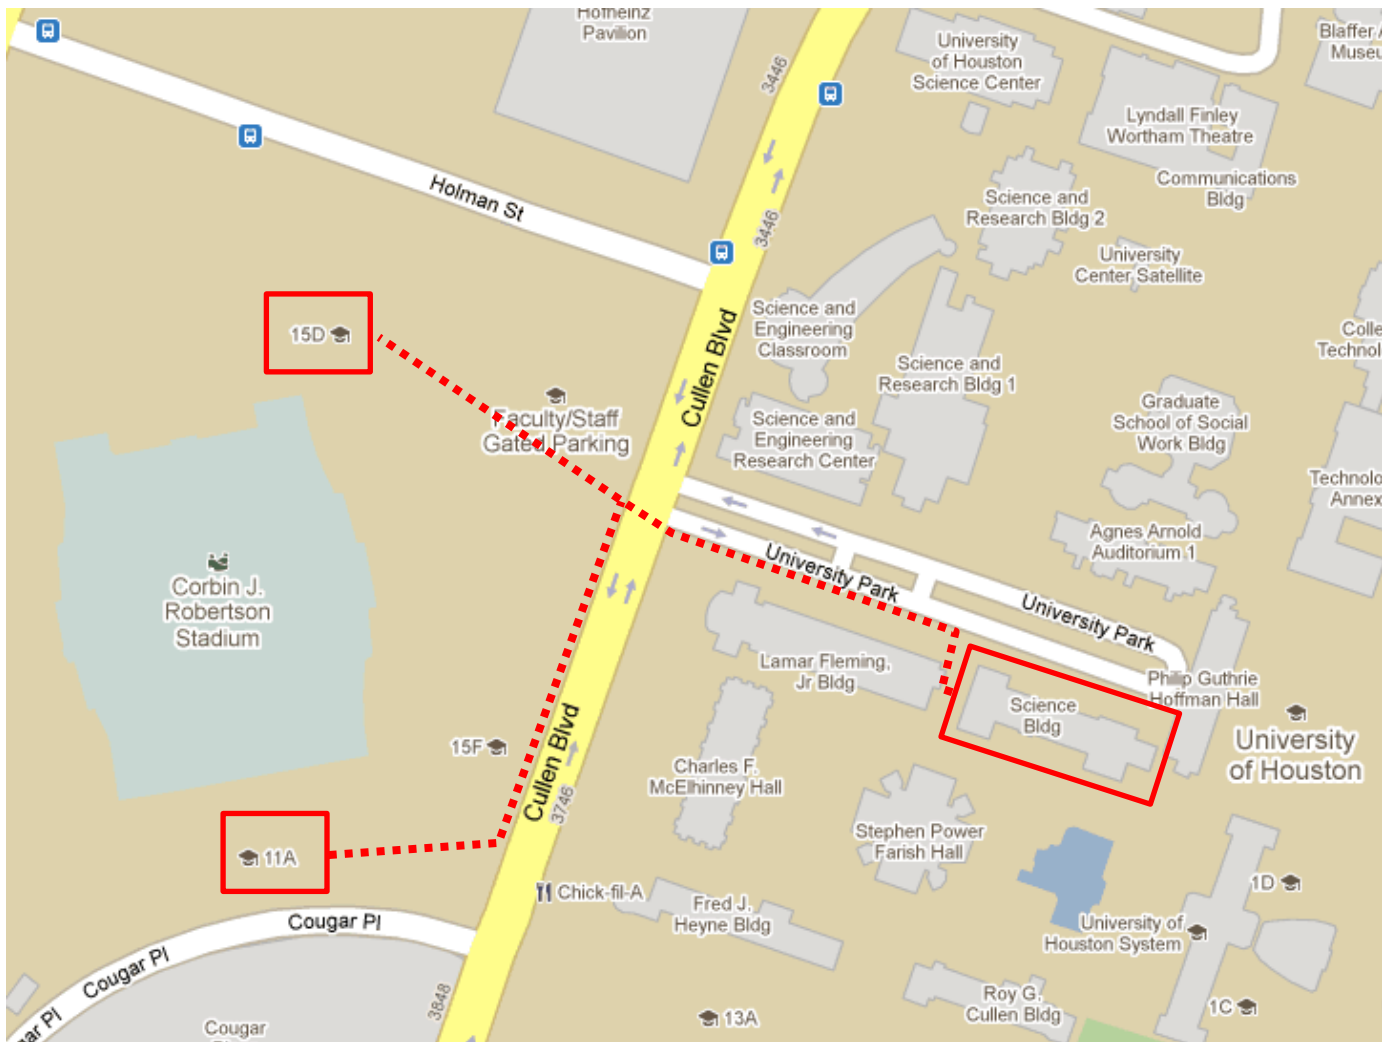 Hofheinz
Pavilion
University
of Houston
Science Center
Blaffer
Lyndall Finley
Wortham Theatre
Communications
Bldg
3446
Holman St
Science and
Research Bldg 2
3446
University
Center Satellite
15D
Science and
Engineering
Classroom
Cullen Blvd
Science and
Research Bldg 1
Faculty/Staff
Gated Parking
Science and
Engineering
Research Center
Graduate
School of Social
Work Bldg
Annex
Agnes Arnold
Auditorium 1
University Park
University Park
Corbin J.
Robertson
Stadium
Lamar Fleming,
Jr Bldg
Philip Guthrie
Hoffman Hall
Science
Bldg
University
of Houston
15F
Cullen Blvd
3746
Charles F.
McElhinney Hall
Stephen Power
Farish Hall
11A
Chick-fil-A
Fred J.
Heyne Bldg
1D
University of
Houston System
Cougar Pl
Cougar Pl
Pl
3848
Cougar
13A
Roy G.
Cullen Bldg
1C